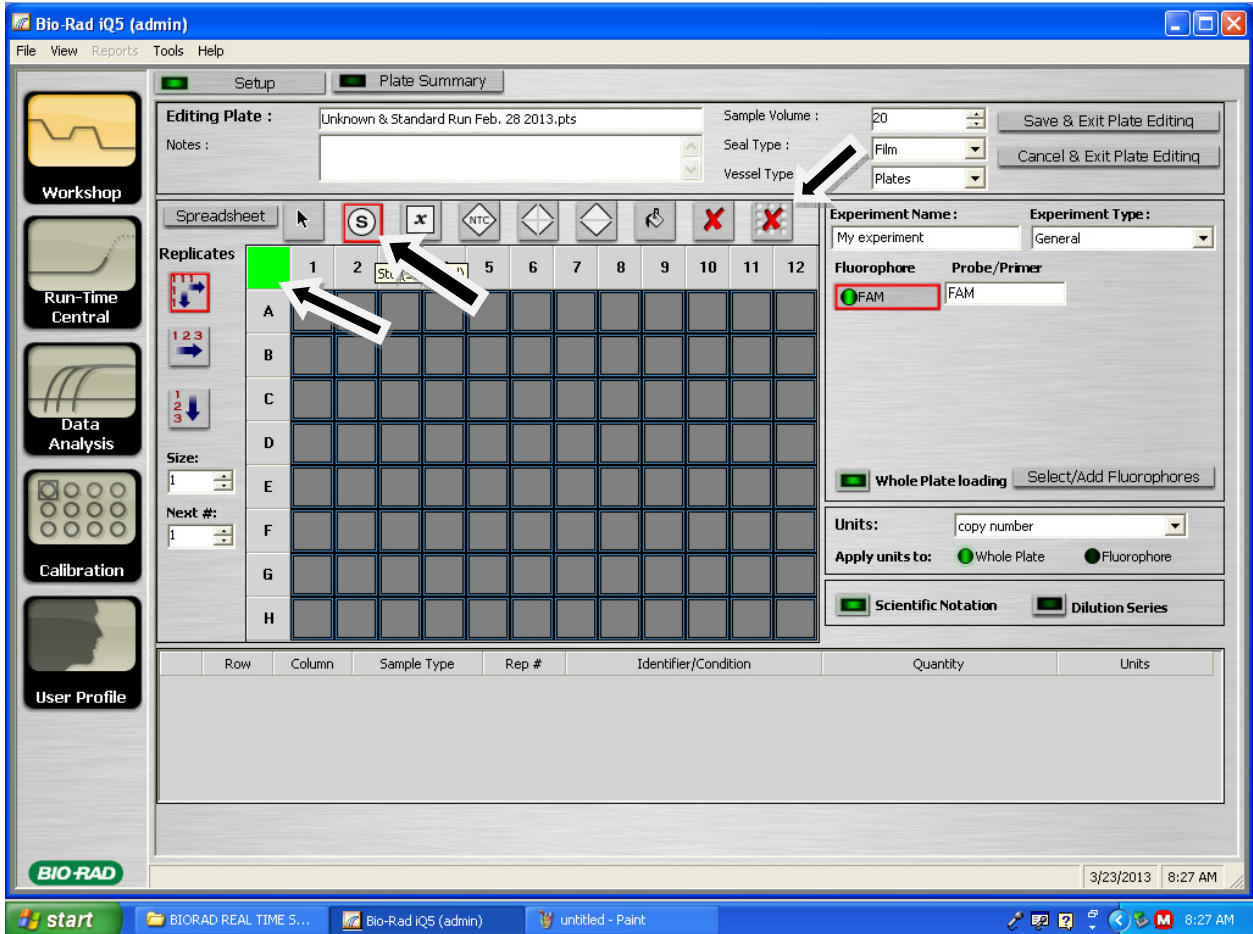 Bio-Rad iQ5 (admin)
File View Reports Tools Help
Setup Plate Summary
Editing Plate : Unknown & Standard Run Feb. 28 2013.pts
Notes :
Sample Volume : 20
Seal Type : Film
Vessel Type Plates
Save & Exit Plate Editing
Cancel & Exit Plate Editing
Workshop
Run-Time
Central
Data
Analysis
Calibration
User Profile
BIO-RAD
Spreadsheet S x NTC
Replicates
1 2 5 6 7 8 9 10 11 12
A
B
C
D
E
F
G
H
1 2 3
1
2
3
Size:
1
Next #:
1
Experiment Name: Experiment Type:
My experiment General
Fluorophore Probe/Primer
FAM FAM
Whole Plate loading Select/Add Fluorophores
Units: copy number
Apply units to: Whole Plate Fluorophore
Scientific Notation Dilution Series
Row Column Sample Type Rep # Identifier/Condition Quantity Units
3/23/2013 8:27 AM
start BIORAD REAL TIME S... Bio-Rad iQ5 (admin) untitled - Paint 8:27 AM